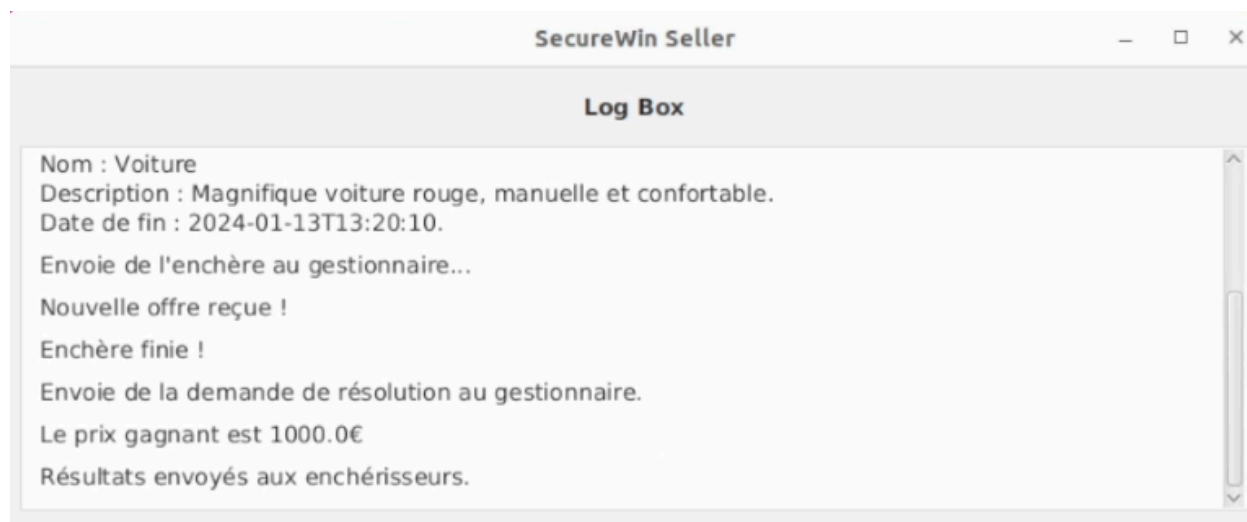 SecureWin Seller
Log Box
Nom : Voiture
Description : Magnifique voiture rouge, manuelle et confortable.
Date de fin : 2024-01-13T13:20:10.
Envoie de l'enchère au gestionnaire...
Nouvelle offre reçue !
Enchère finie !
Envoie de la demande de résolution au gestionnaire.
Le prix gagnant est 1000.0€
Résultats envoyés aux enchérisseurs.